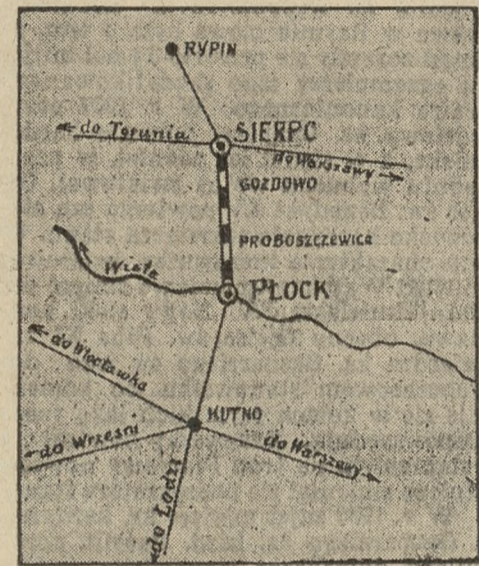 RYPIN
do Torunia
SIERPC
do Warszawy
GOZDOWO
PROBOSZCZEWICE
Wisła
PŁOCK
do Włocławka
KUTNO
do Wrześni
do Warszawy
do Łodzi